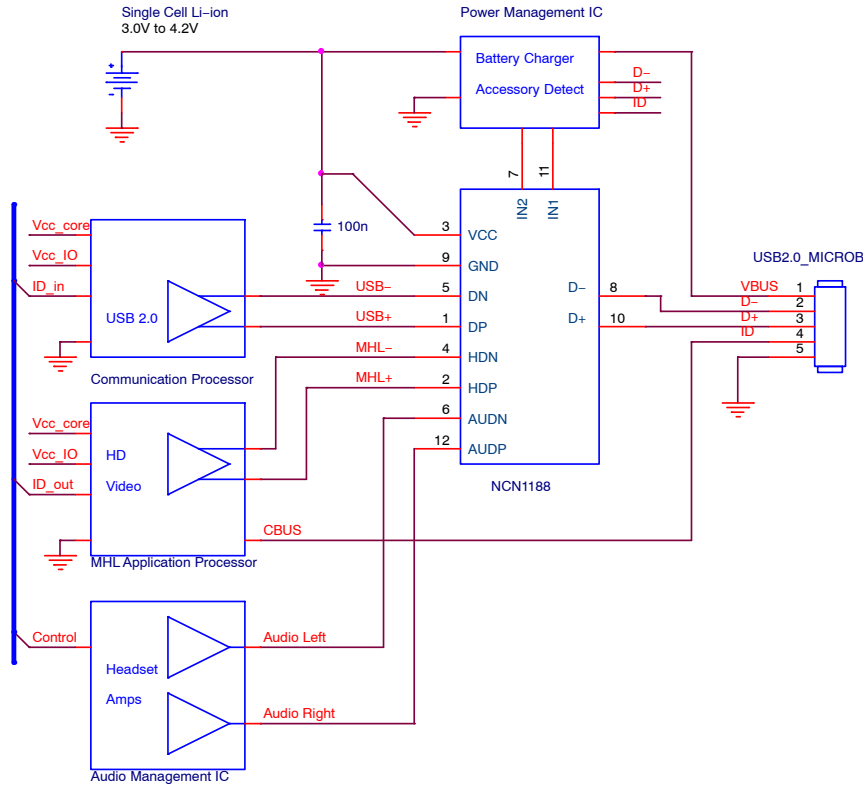 Single Cell Li-ion
3.0V to 4.2V
+
-
Power Management IC
Battery Charger
Accessory Detect
D-
D+
ID
7
11
IN2
IN1
100n
3
VCC
9
GND
5
DN
1
DP
4
HDN
2
HDP
6
AUDN
12
AUDP
D-
8
D+
10
NCN1188
USB2.0_MICROB
VBUS
1
D-
2
D+
3
ID
4
5
Vcc_core
Vcc_IO
ID_in
USB 2.0
USB-
USB+
Communication Processor
MHL-
MHL+
Vcc_core
Vcc_IO
ID_out
HD
Video
CBUS
MHL Application Processor
Control
Headset
Amps
Audio Left
Audio Right
Audio Management IC